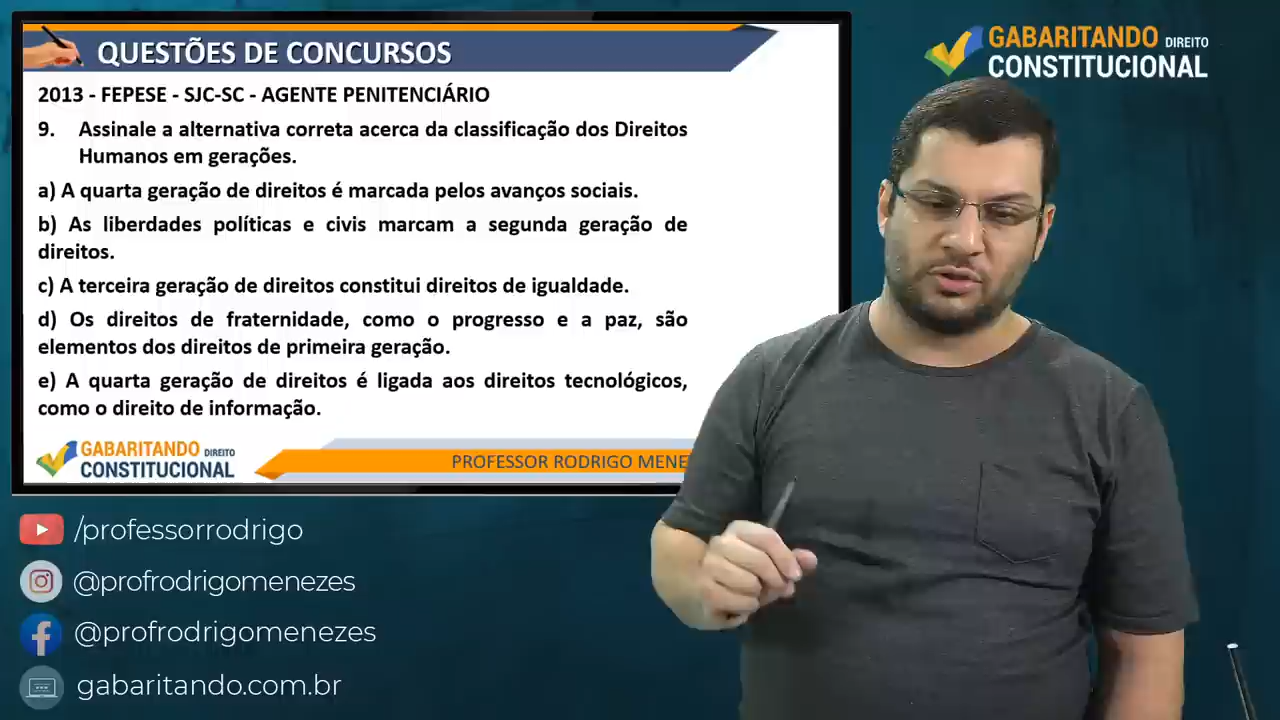 QUESTÕES DE CONCURSOS
2013 - FEPESE - SJC-SC - AGENTE PENITENCIÁRIO
9. Assinale a alternativa correta acerca da classificação dos Direitos
Humanos em gerações.
a) A quarta geração de direitos é marcada pelos avanços sociais.
b) As liberdades políticas e civis marcam a segunda geração de
direitos.
c) A terceira geração de direitos constitui direitos de igualdade.
d) Os direitos de fraternidade, como o progresso e a paz, são
elementos dos direitos de primeira geração.
e) A quarta geração de direitos é ligada aos direitos tecnológicos,
como o direito de informação.
GABARITANDO DIREITO
CONSTITUCIONAL
PROFESSOR RODRIGO MENE
GABARITANDO DIREITO
CONSTITUCIONAL
/professorrodrigo
@profrodrigomenezes
@profrodrigomenezes
gabaritando.com.br